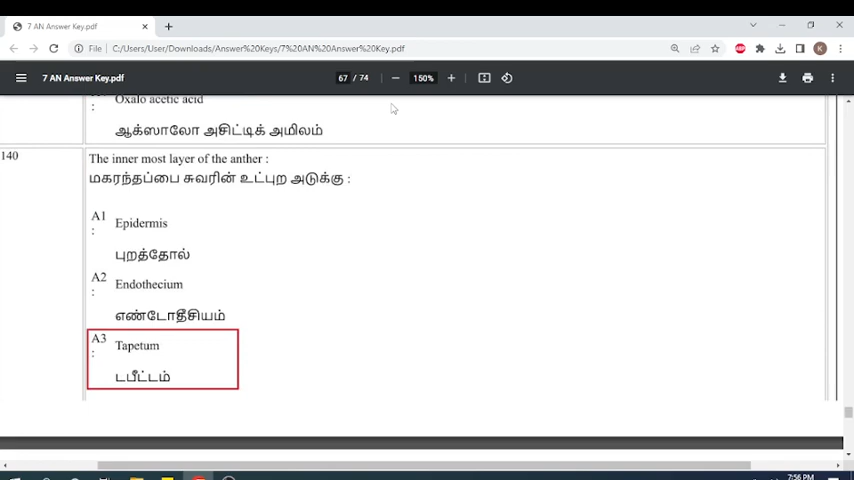 7 AN Answer Key.pdf
File C:/Users/User/Downloads/Answer%20Keys/7%20AN%20Answer%20Key.pdf
ABP
K
7 AN Answer Key.pdf
67 / 74
150%
Oxalo acetic acid
:
ஆக்ஸாலோ அசிட்டிக் அமிலம்
140
The inner most layer of the anther :
மகரந்தப்பை சுவரின் உட்புற அடுக்கு :
A1
:
Epidermis
புறத்தோல்
A2
:
Endothecium
எண்டோதீசியம்
A3
:
Tapetum
டபீட்டம்
7:56 PM